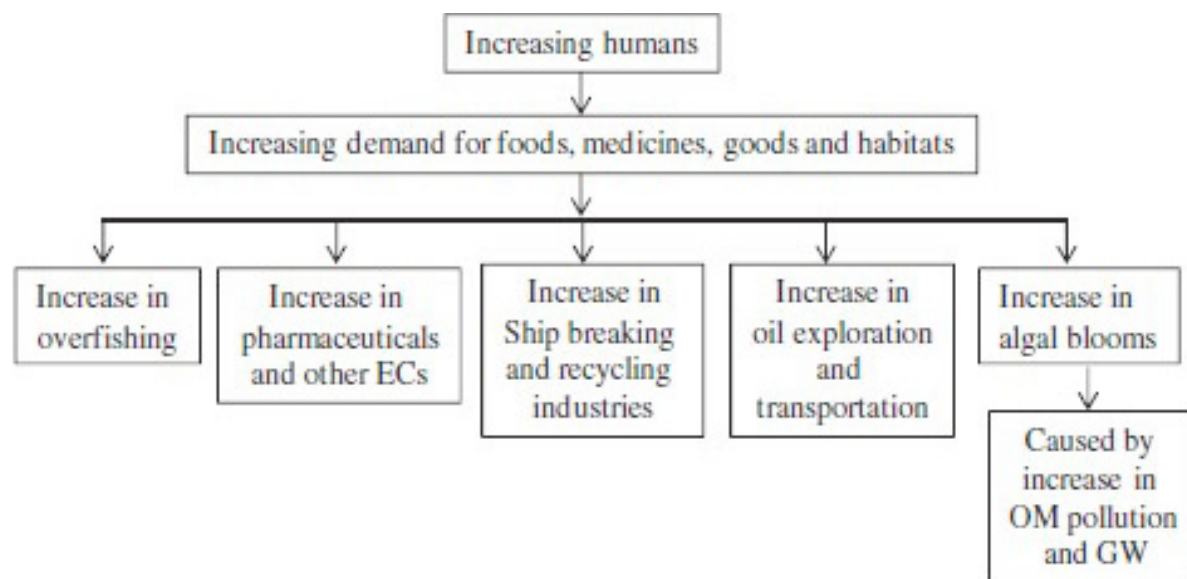 Increasing humans
Increasing demand for foods, medicines, goods and habitats
Increase in
overfishing
Increase in
pharmaceuticals
and other ECs
Increase in
Ship breaking
and recycling
industries
Increase in
oil exploration
and
transportation
Increase in
algal blooms
Caused by
increase in
OM pollution
and GW